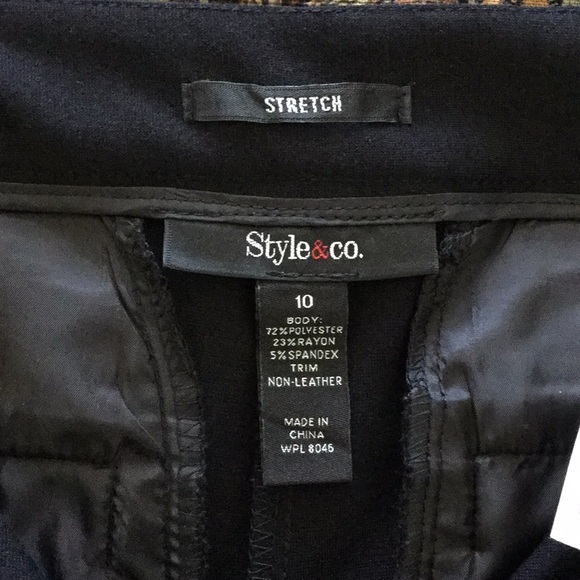 STRETCH
Style&co.
10
BODY:
72%POLYESTER
23%RAYON
5%SPANDEX
TRIM
NON-LEATHER
MADE IN
CHINA
WPL 8046